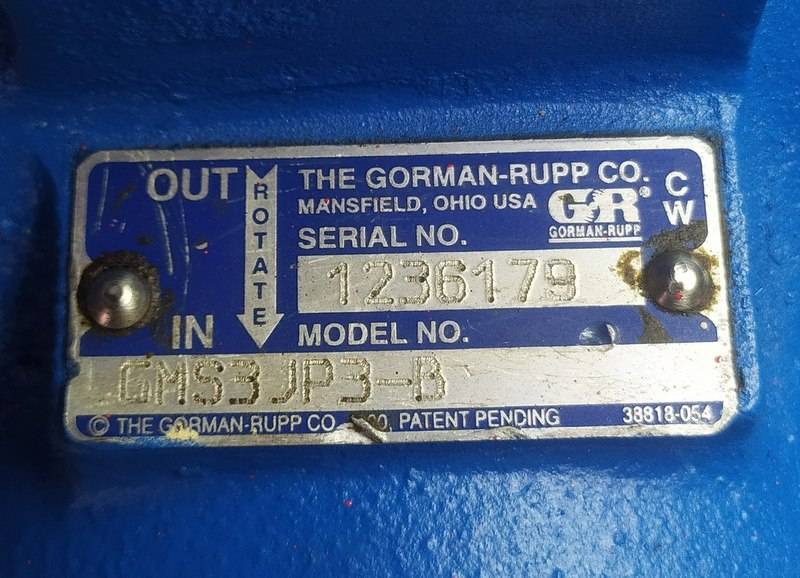 OUT
ROTATE
IN
THE GORMAN-RUPP CO.
MANSFIELD, OHIO USA
GR®
GORMAN-RUPP
CW
SERIAL NO.
1236179
MODEL NO.
GMS3JP3-B
© THE GORMAN-RUPP CO. PATENT PENDING
38818-054